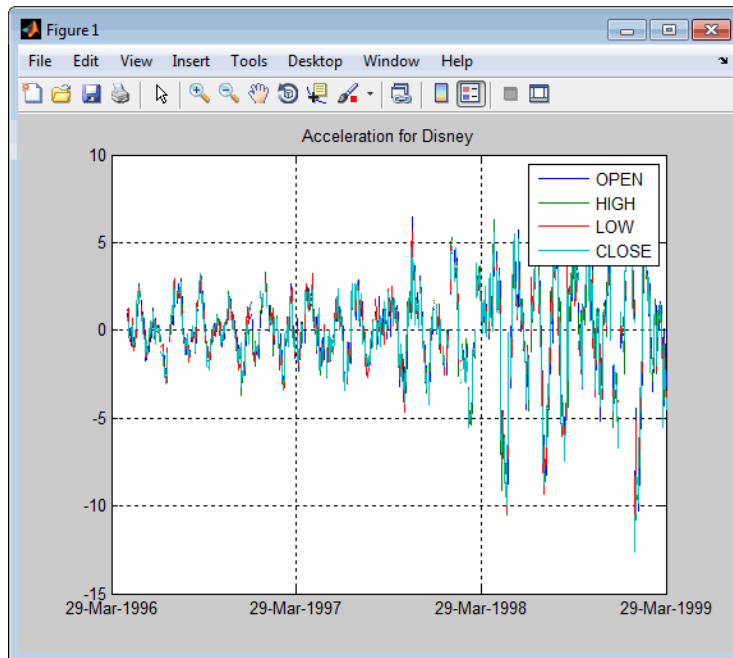 Figure 1
File Edit View Insert Tools Desktop Window Help
Acceleration for Disney
10
5
0
-5
-10
-15
OPEN
HIGH
LOW
CLOSE
29-Mar-1996 29-Mar-1997 29-Mar-1998 29-Mar-1999